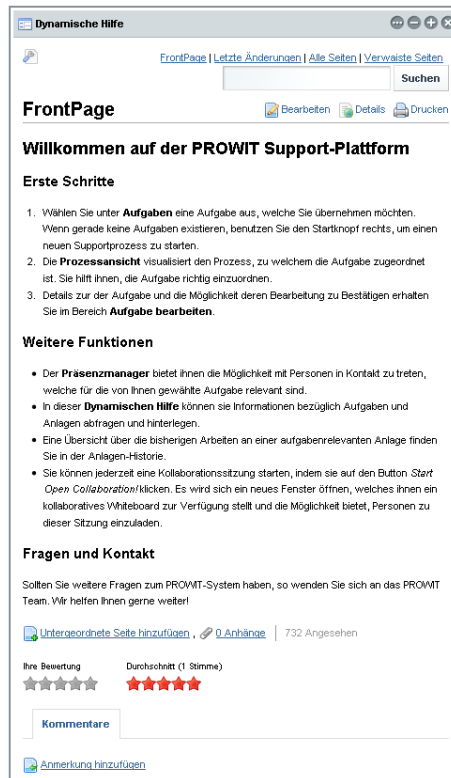 Dynamische Hilfe
FrontPage | Letzte Änderungen | Alle Seiten | Verwaiste Seiten
Suchen
FrontPage
Bearbeiten Details Drucken
Willkommen auf der PROWIT Support-Plattform
Erste Schritte
1. Wählen Sie unter Aufgaben eine Aufgabe aus, welche Sie übernehmen möchten.
Wenn gerade keine Aufgaben existieren, benutzen Sie den Startknopf rechts, um einen
neuen Supportprozess zu starten.
2. Die Prozessansicht visualisiert den Prozess, zu welchem die Aufgabe zugeordnet
ist. Sie hilft ihnen, die Aufgabe richtig einzuordnen.
3. Details zur der Aufgabe und die Möglichkeit deren Bearbeitung zu Bestätigen erhalten
Sie im Bereich Aufgabe bearbeiten.
Weitere Funktionen
• Der Präsenzmanager bietet ihnen die Möglichkeit mit Personen in Kontakt zu treten,
welche für die von Ihnen gewählte Aufgabe relevant sind.
• In dieser Dynamischen Hilfe können sie Informationen bezüglich Aufgaben und
Anlagen abfragen und hinterlegen.
• Eine Übersicht über die bisherigen Arbeiten an einer aufgabenrelevanten Anlage finden
Sie in der Anlagen-Historie.
• Sie können jederzeit eine Kollaborationssitzung starten, indem sie auf den Button Start
Open Collaboration! klicken. Es wird sich ein neues Fenster öffnen, welches ihnen ein
kollaboratives Whiteboard zur Verfügung stellt und die Möglichkeit bietet, Personen zu
dieser Sitzung einzuladen.
Fragen und Kontakt
Sollten Sie weitere Fragen zum PROWIT-System haben, so wenden Sie sich an das PROWIT
Team. Wir helfen Ihnen gerne weiter!
Untergeordnete Seite hinzufügen , 0 Anhänge | 732 Angesehen
Ihre Bewertung Durchschnitt (1 Stimme)
Kommentare
Anmerkung hinzufügen